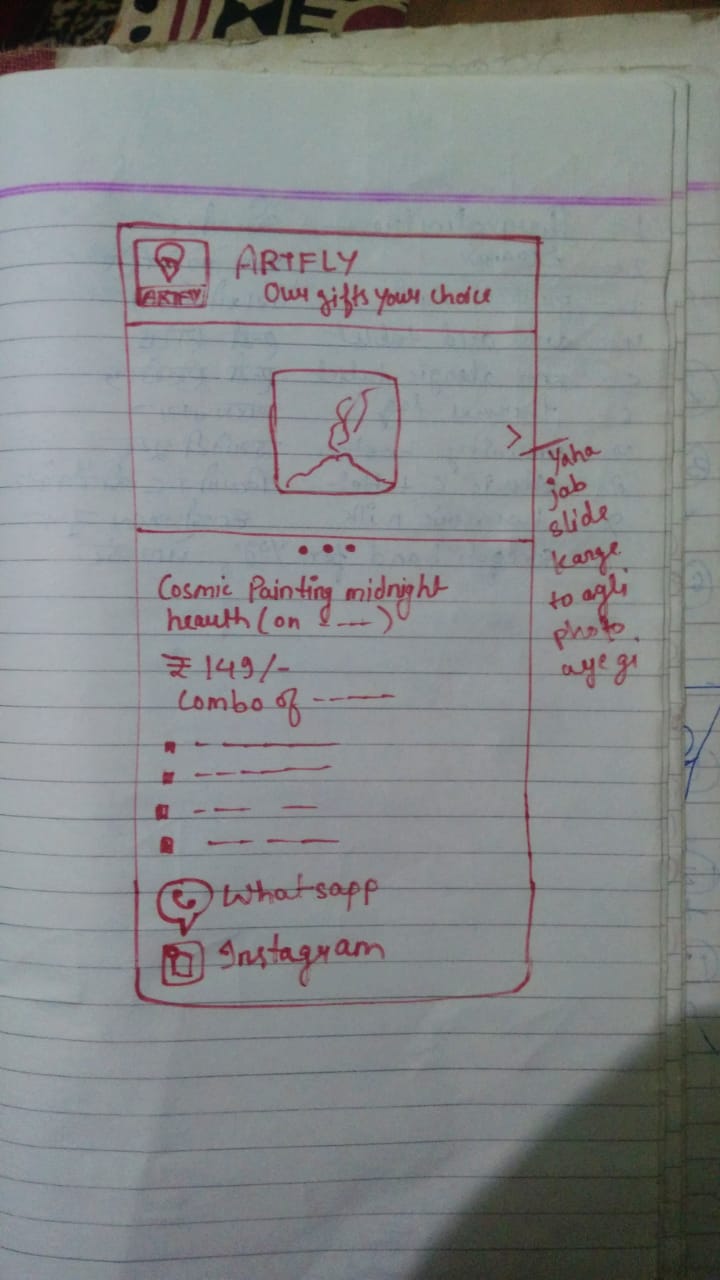 ARTFLY
Our gifts your choice
ARTFLY
>
Yaha
jab
slide
karge
to agli
photo
aye gi
Cosmic Painting midnight
hearth (on ----)
₹ 149/-
Combo of -----
Whatsapp
Instagram